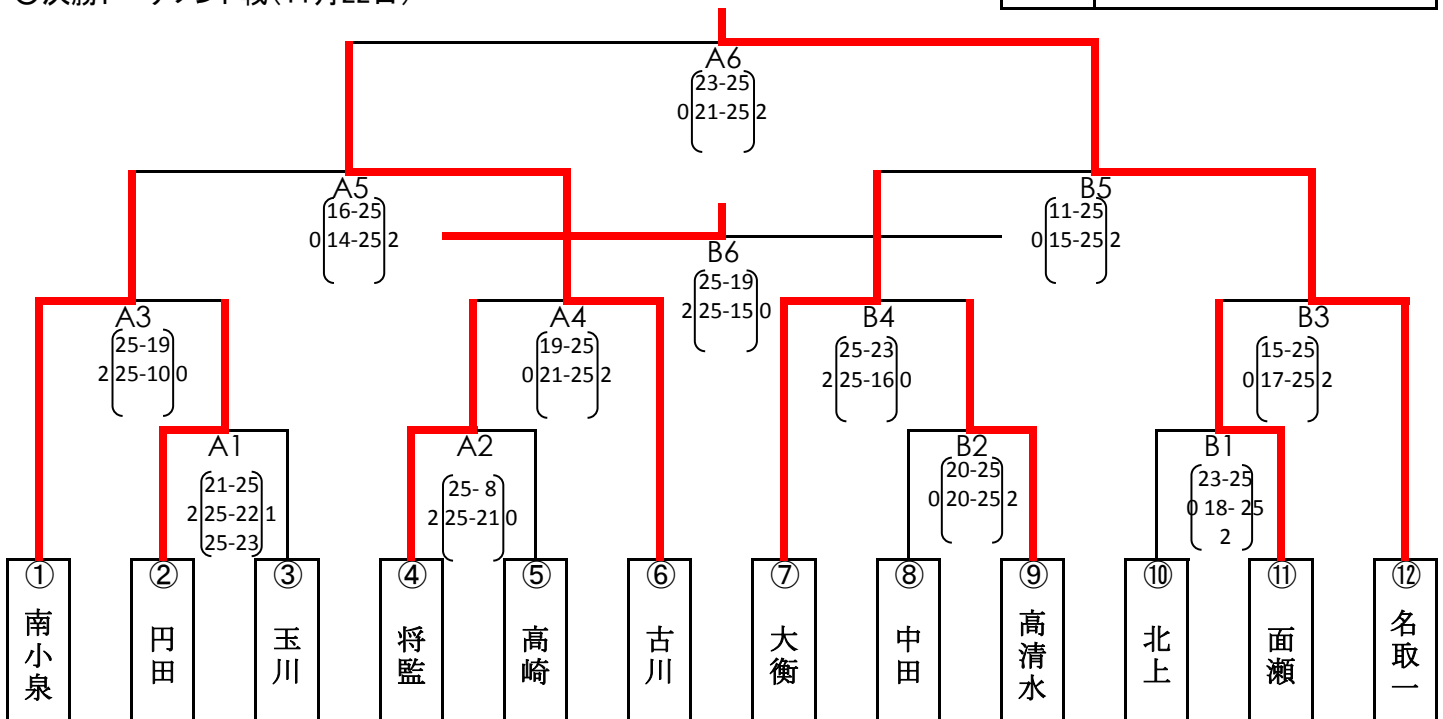 A6
23-25
0 21-25 2
A5
16-25
0 14-25 2
B5
11-25
0 15-25 2
B6
25-19
2 25-15 0
A3
25-19
2 25-10 0
A4
19-25
0 21-25 2
B4
25-23
2 25-16 0
B3
15-25
0 17-25 2
A1
21-25
2 25-22 1
25-23
A2
25- 8
2 25-21 0
B2
20-25
0 20-25 2
B1
23-25
0 18- 25
2
① ② ③ ④ ⑤ ⑥ ⑦ ⑧ ⑨ ⑩ ⑪ ⑫
南小泉
円田
玉川
将監
高崎
古川
大衡
中田
高清水
北上
面瀬
名取一